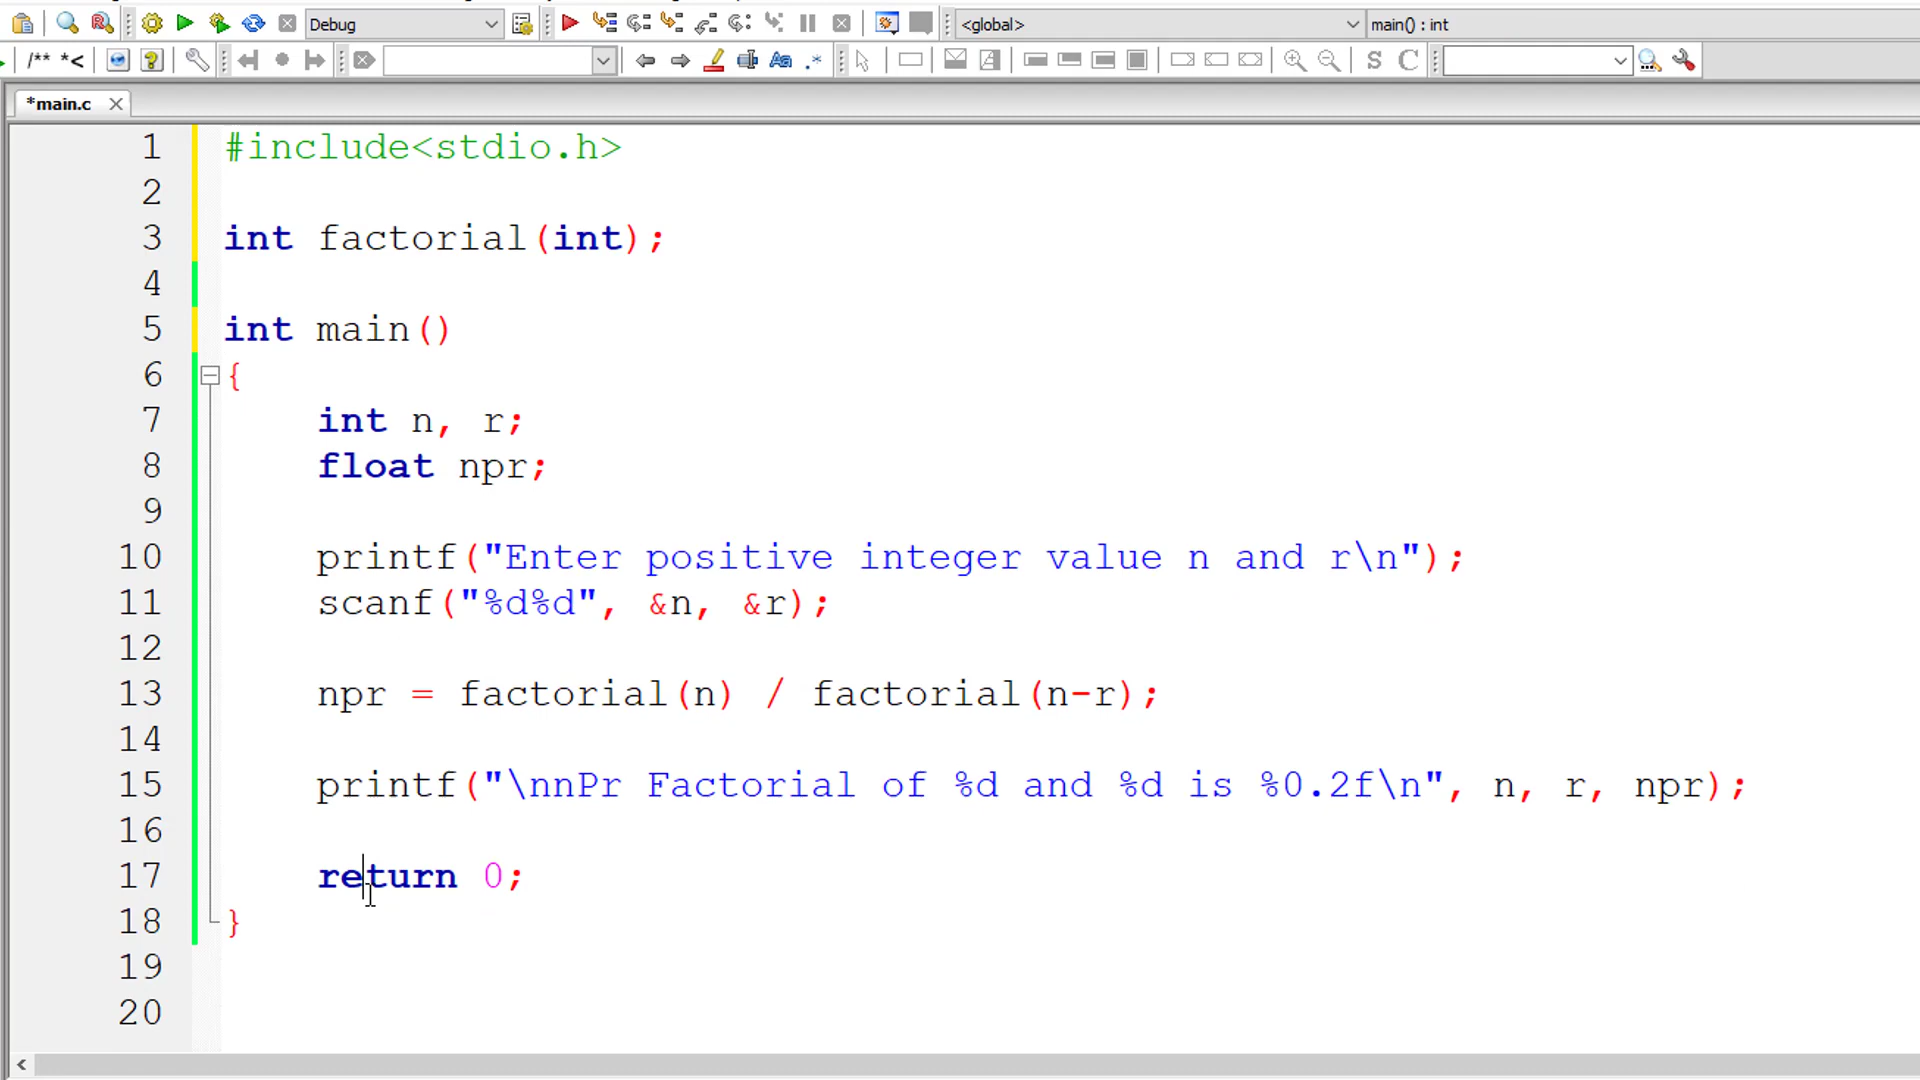 Debug
<global>
main() : int
/** *<
Aa
.*
S
C
*main.c
1 #include<stdio.h>
2
3 int factorial(int);
4
5 int main()
6 {
7 int n, r;
8 float npr;
9
10 printf("Enter positive integer value n and r\n");
11 scanf("%d%d", &n, &r);
12
13 npr = factorial(n) / factorial(n-r);
14
15 printf("\nnPr Factorial of %d and %d is %0.2f\n", n, r, npr);
16
17 return 0;
18 }
19
20